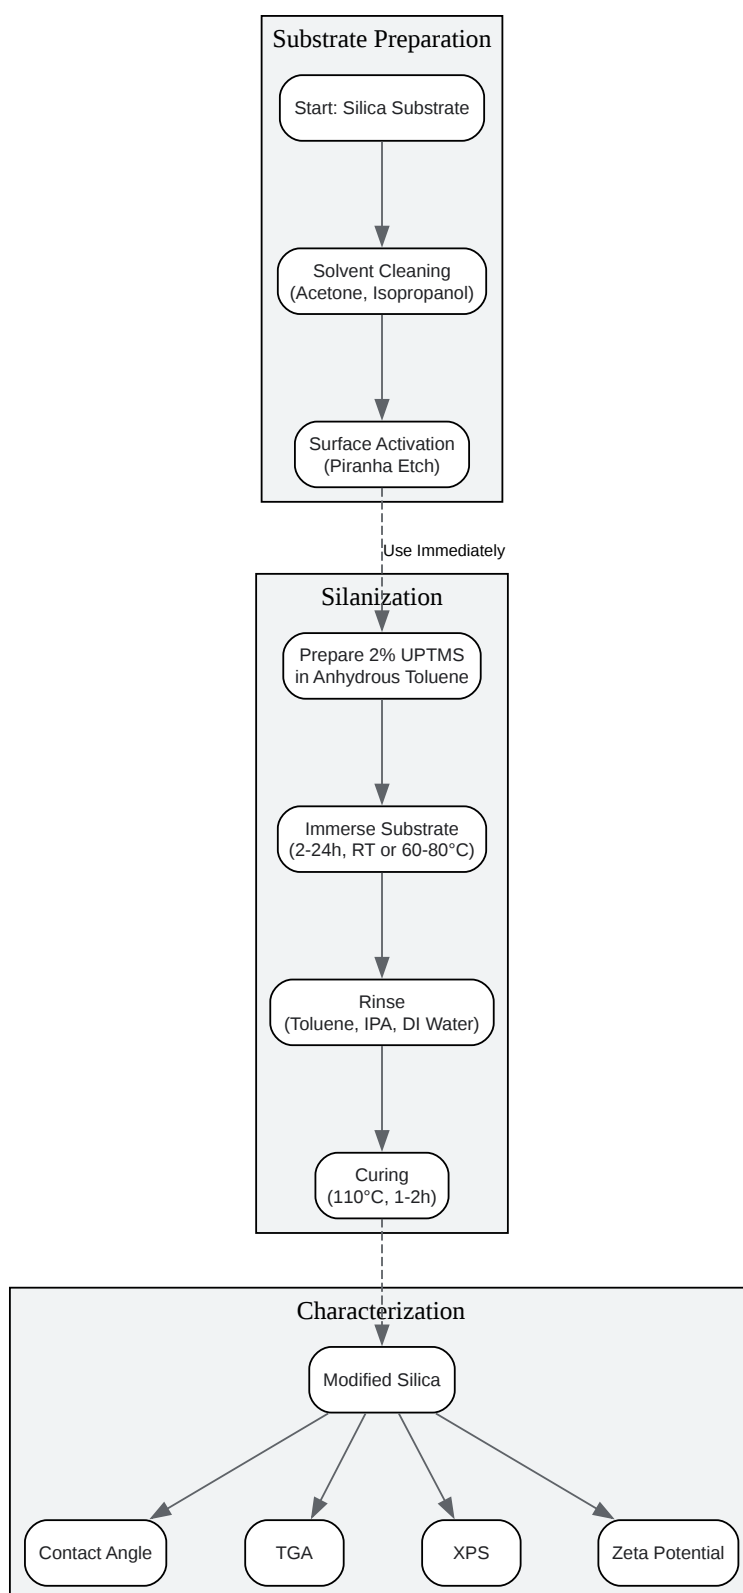 Substrate Preparation
Start: Silica Substrate
Solvent Cleaning
(Acetone, Isopropanol)
Surface Activation
(Piranha Etch)
Use Immediately
Silanization
Prepare 2% UPTMS
in Anhydrous Toluene
Immerse Substrate
(2-24h, RT or 60-80°C)
Rinse
(Toluene, IPA, DI Water)
Curing
(110°C, 1-2h)
Characterization
Modified Silica
Contact Angle
TGA
XPS
Zeta Potential